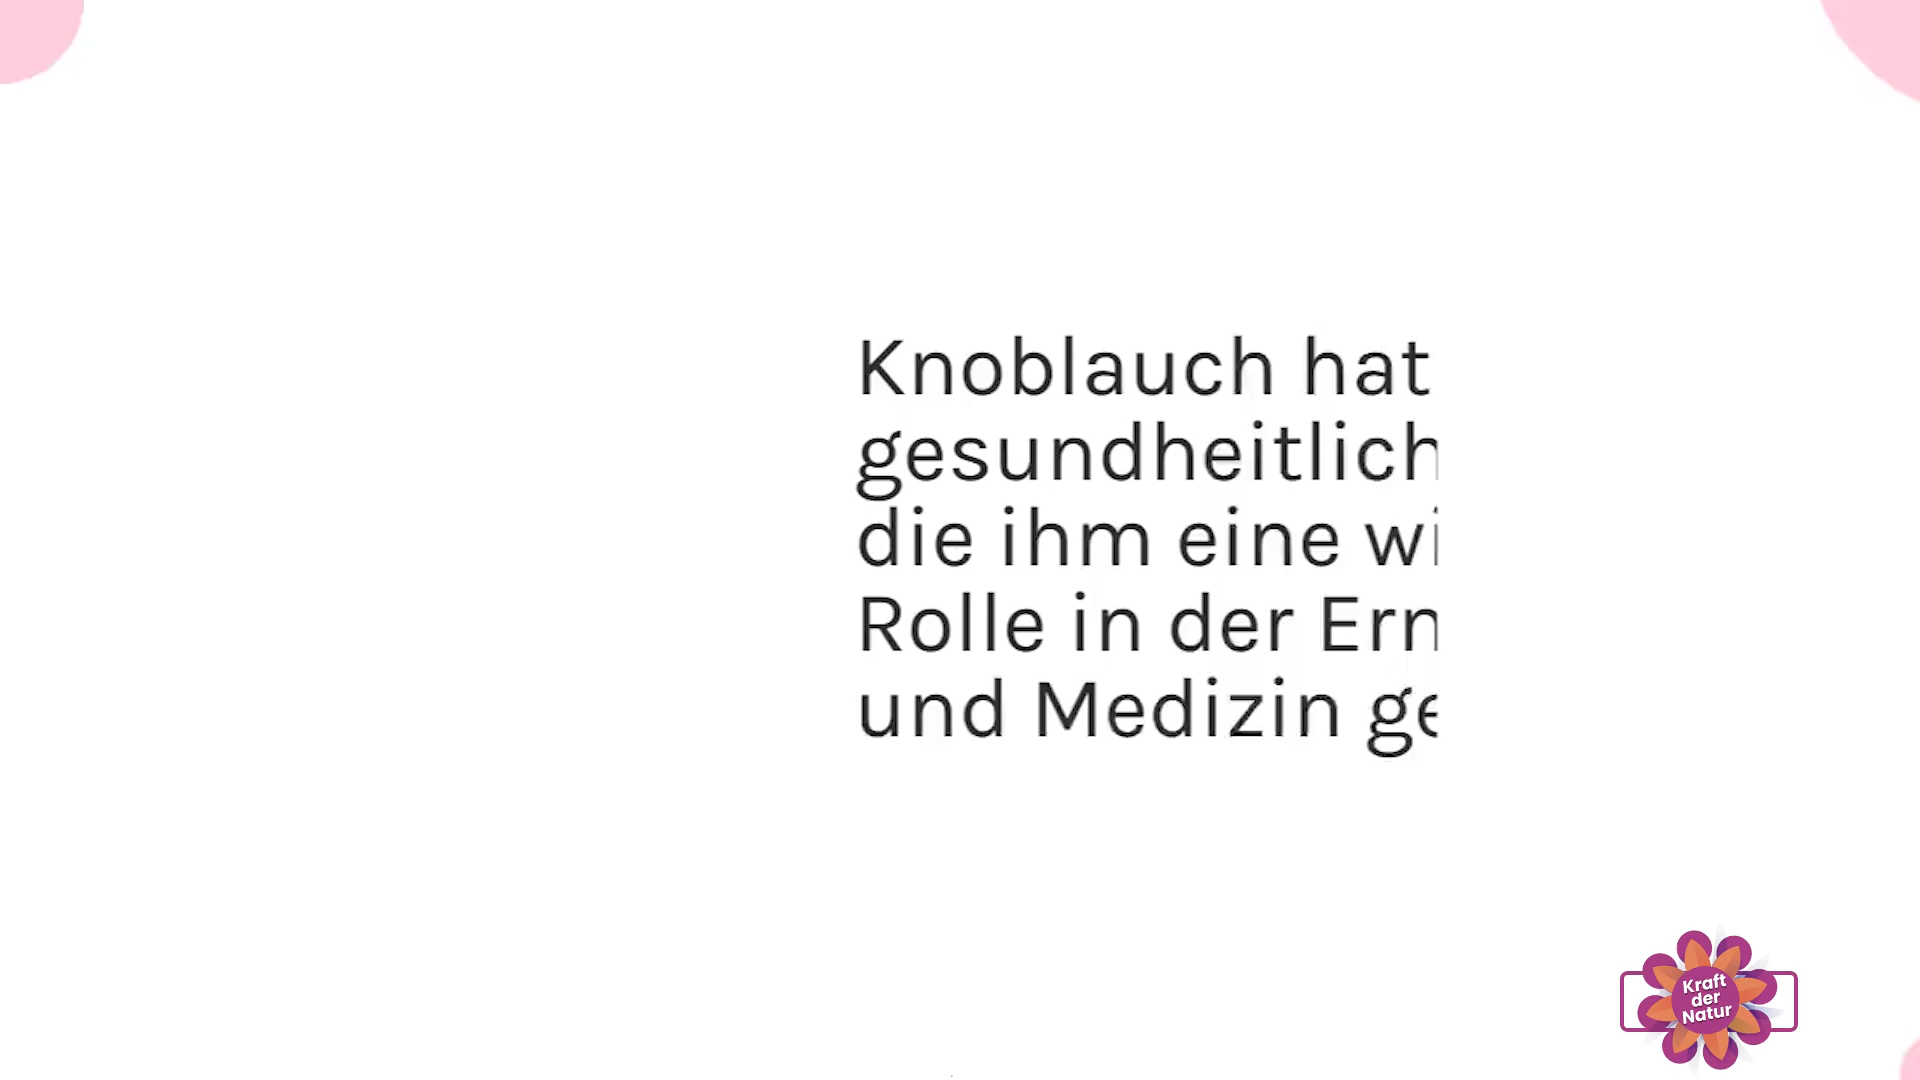 Knoblauch hat
gesundheitlich
die ihm eine wi
Rolle in der Ern
und Medizin ge
Kraft
der
Natur